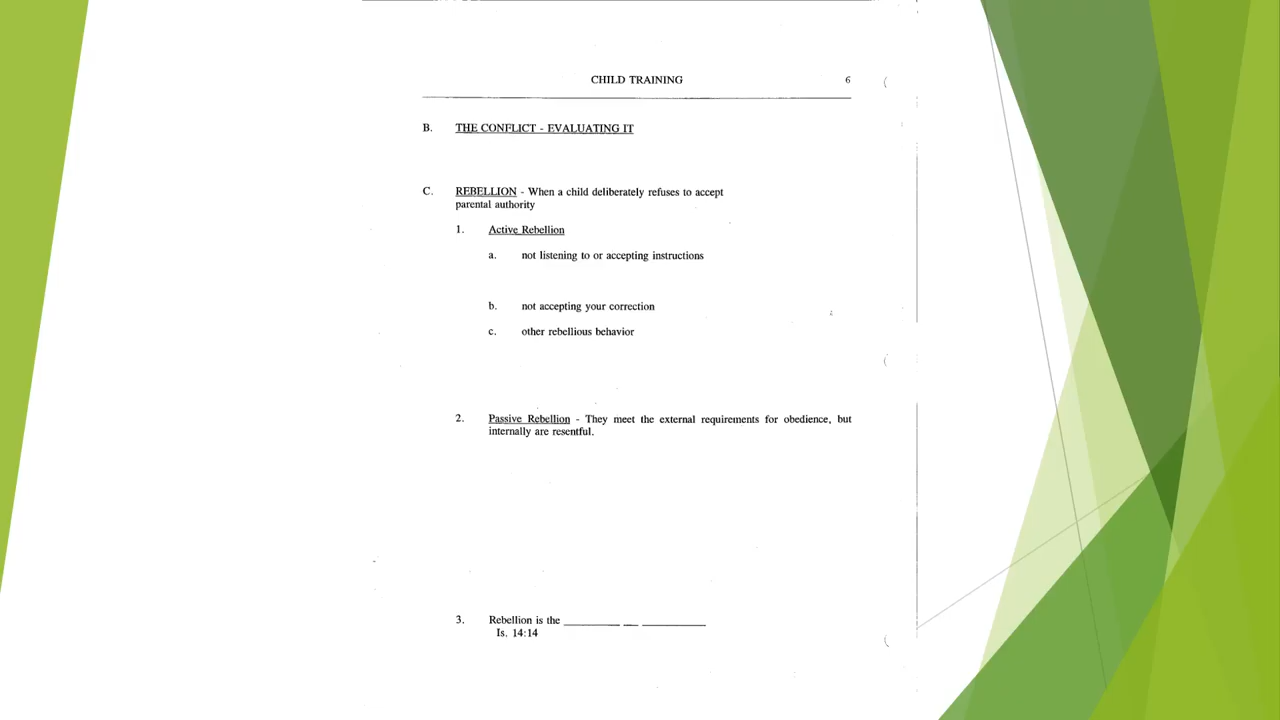 CHILD TRAINING 6
B. THE CONFLICT - EVALUATING IT
C. REBELLION - When a child deliberately refuses to accept
parental authority
1. Active Rebellion
a. not listening to or accepting instructions
b. not accepting your correction
c. other rebellious behavior
2. Passive Rebellion - They meet the external requirements for obedience, but
internally are resentful.
3. Rebellion is the ________ __ _________
Is. 14:14